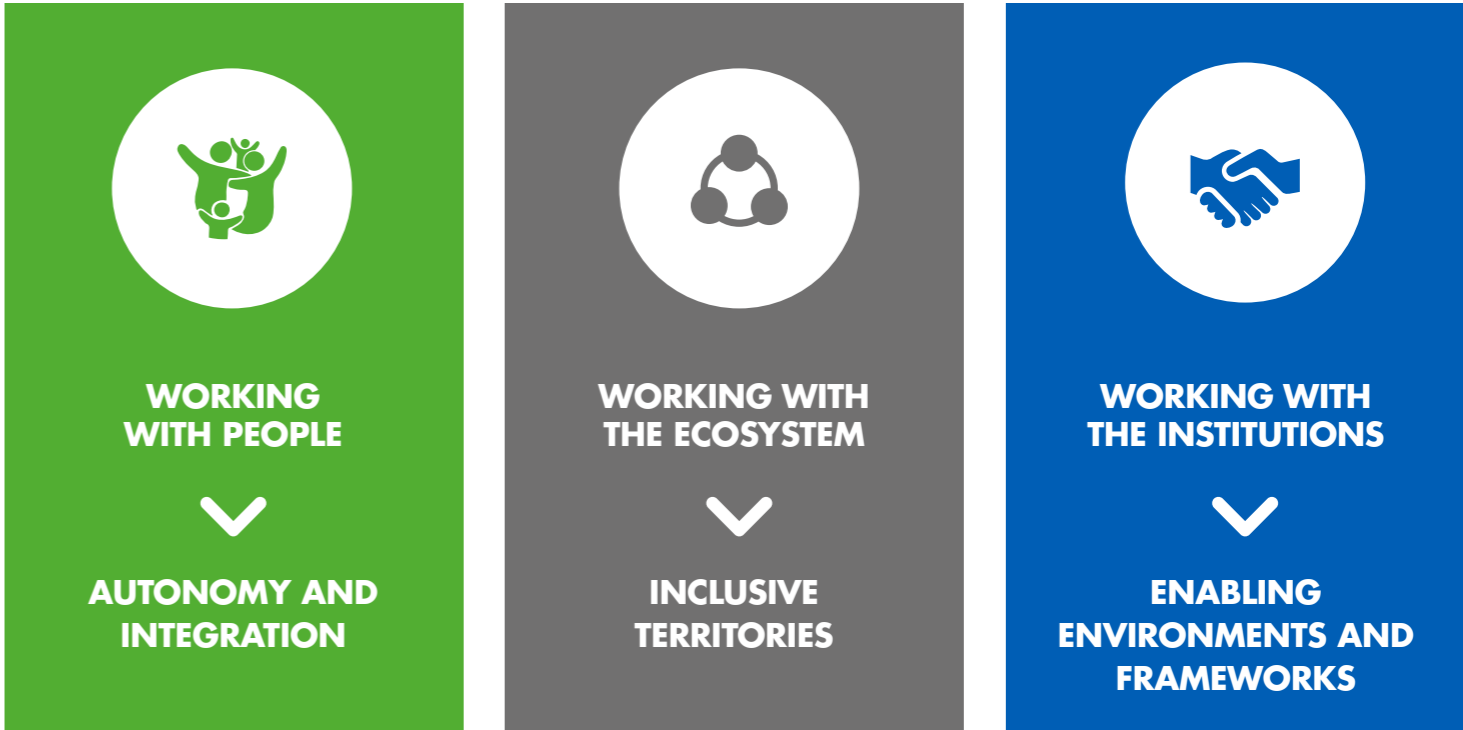 WORKING
WITH PEOPLE
AUTONOMY AND
INTEGRATION
WORKING WITH
THE ECOSYSTEM
INCLUSIVE
TERRITORIES
WORKING WITH
THE INSTITUTIONS
ENABLING
ENVIRONMENTS AND
FRAMEWORKS